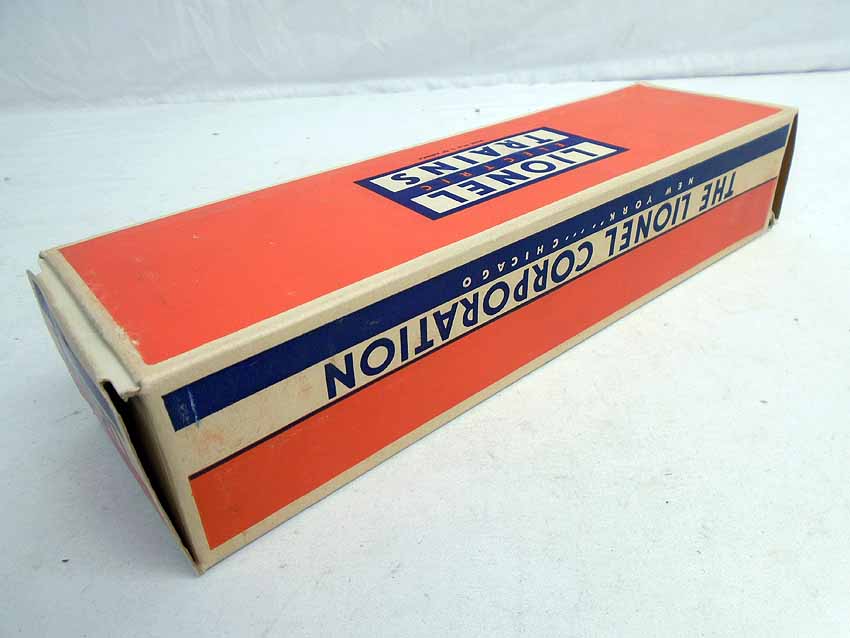 LIONEL
ELECTRIC
TRAINS
THE LIONEL CORPORATION
NEW YORK · · · · CHICAGO